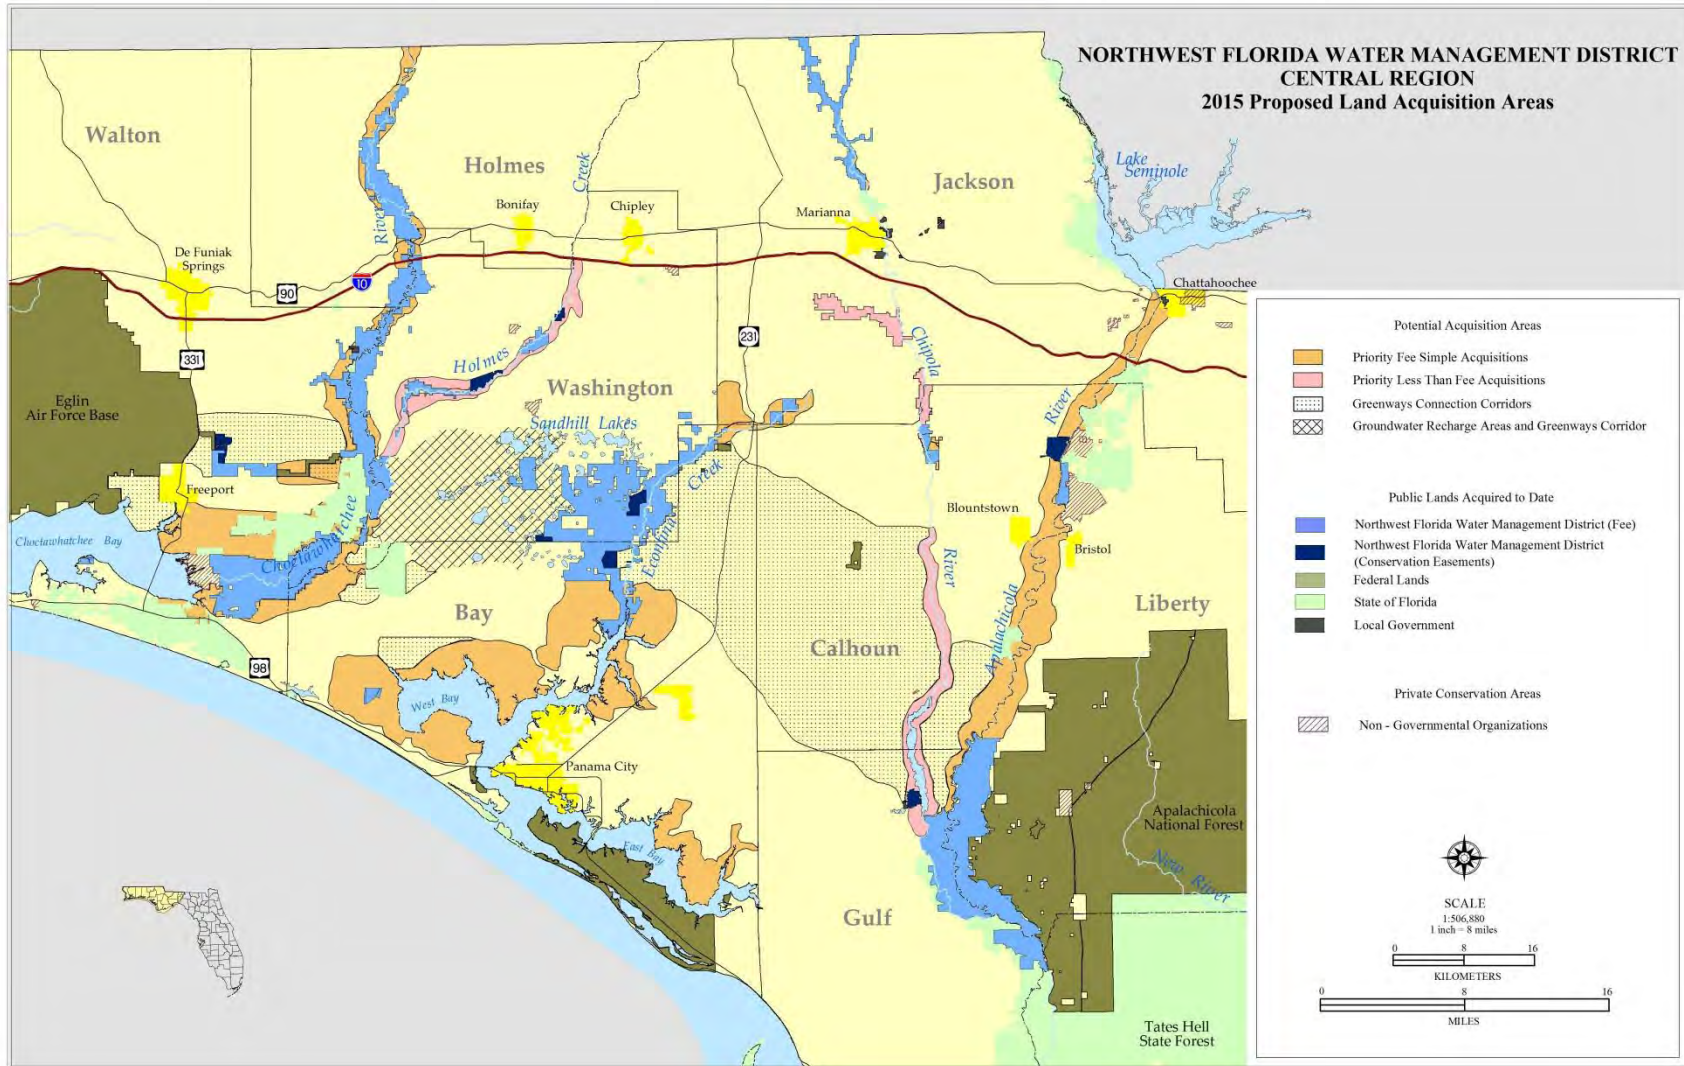 NORTHWEST FLORIDA WATER MANAGEMENT DISTRICT
CENTRAL REGION
2015 Proposed Land Acquisition Areas
Walton
Holmes
Creek
Jackson
Lake
Seminole
Bonifay
Chipley
Marianna
River
De Funiak
Springs
10
90
Chattahoochee
331
231
Chipola
Holmes
Washington
Eglin
Air Force Base
River
Sandhill Lakes
Creek
Freeport
Blountstown
Choctawhatchee
Choctawhatchee Bay
Econfina
Bristol
River
Apalachicola
Bay
Liberty
Calhoun
98
West Bay
Panama City
Apalachicola
National Forest
East Bay
New River
Gulf
Tates Hell
State Forest
Potential Acquisition Areas
Priority Fee Simple Acquisitions
Priority Less Than Fee Acquisitions
Greenways Connection Corridors
Groundwater Recharge Areas and Greenways Corridor
Public Lands Acquired to Date
Northwest Florida Water Management District (Fee)
Northwest Florida Water Management District
(Conservation Easements)
Federal Lands
State of Florida
Local Government
Private Conservation Areas
Non - Governmental Organizations
SCALE
1:506,880
1 inch = 8 miles
0 8 16
KILOMETERS
0 8 16
MILES